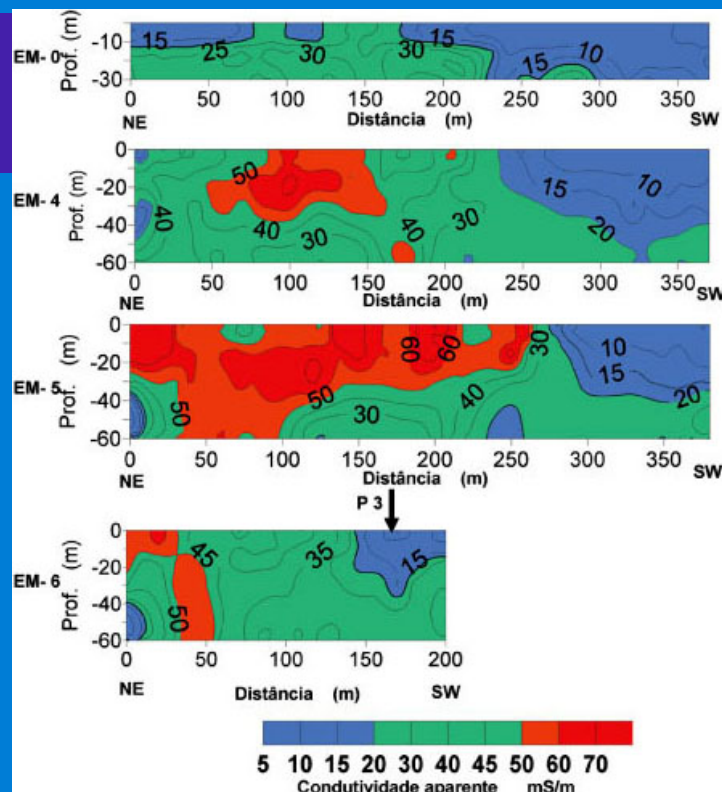 EM-0
Prof. (m)
-10
-30
15 25 30 30 15 15 10
0 50 100 150 200 250 300 350
NE Distância (m) SW
EM-4
Prof. (m)
0
-20
-40
-60
50 40 40 30 40 30 15 10 20
0 50 100 150 200 250 300 350
NE Distância (m) SW
EM-5
Prof. (m)
0
-20
-40
-60
50 50 30 60 60 40 30 10 15 20
0 50 100 150 200 250 300 350
NE Distância (m) SW
P 3
EM-6
Prof. (m)
0
-20
-40
-60
45 50 35 15
0 50 100 150 200
NE Distância (m) SW
5 10 15 20 30 40 45 50 60 70
Condutividade aparente mS/m